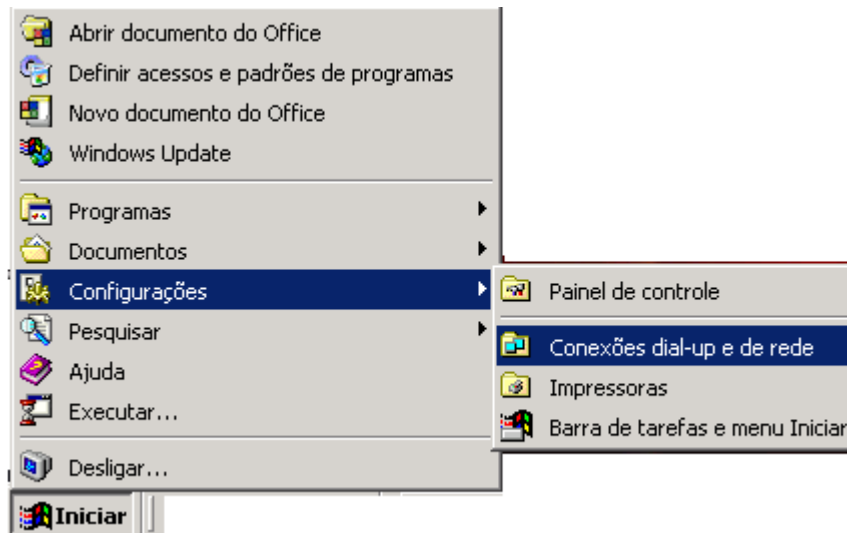 Abrir documento do Office
Definir acessos e padrões de programas
Novo documento do Office
Windows Update
Programas
Documentos
Configurações
Pesquisar
Ajuda
Executar...
Desligar...
Iniciar
Painel de controle
Conexões dial-up e de rede
Impressoras
Barra de tarefas e menu Iniciar